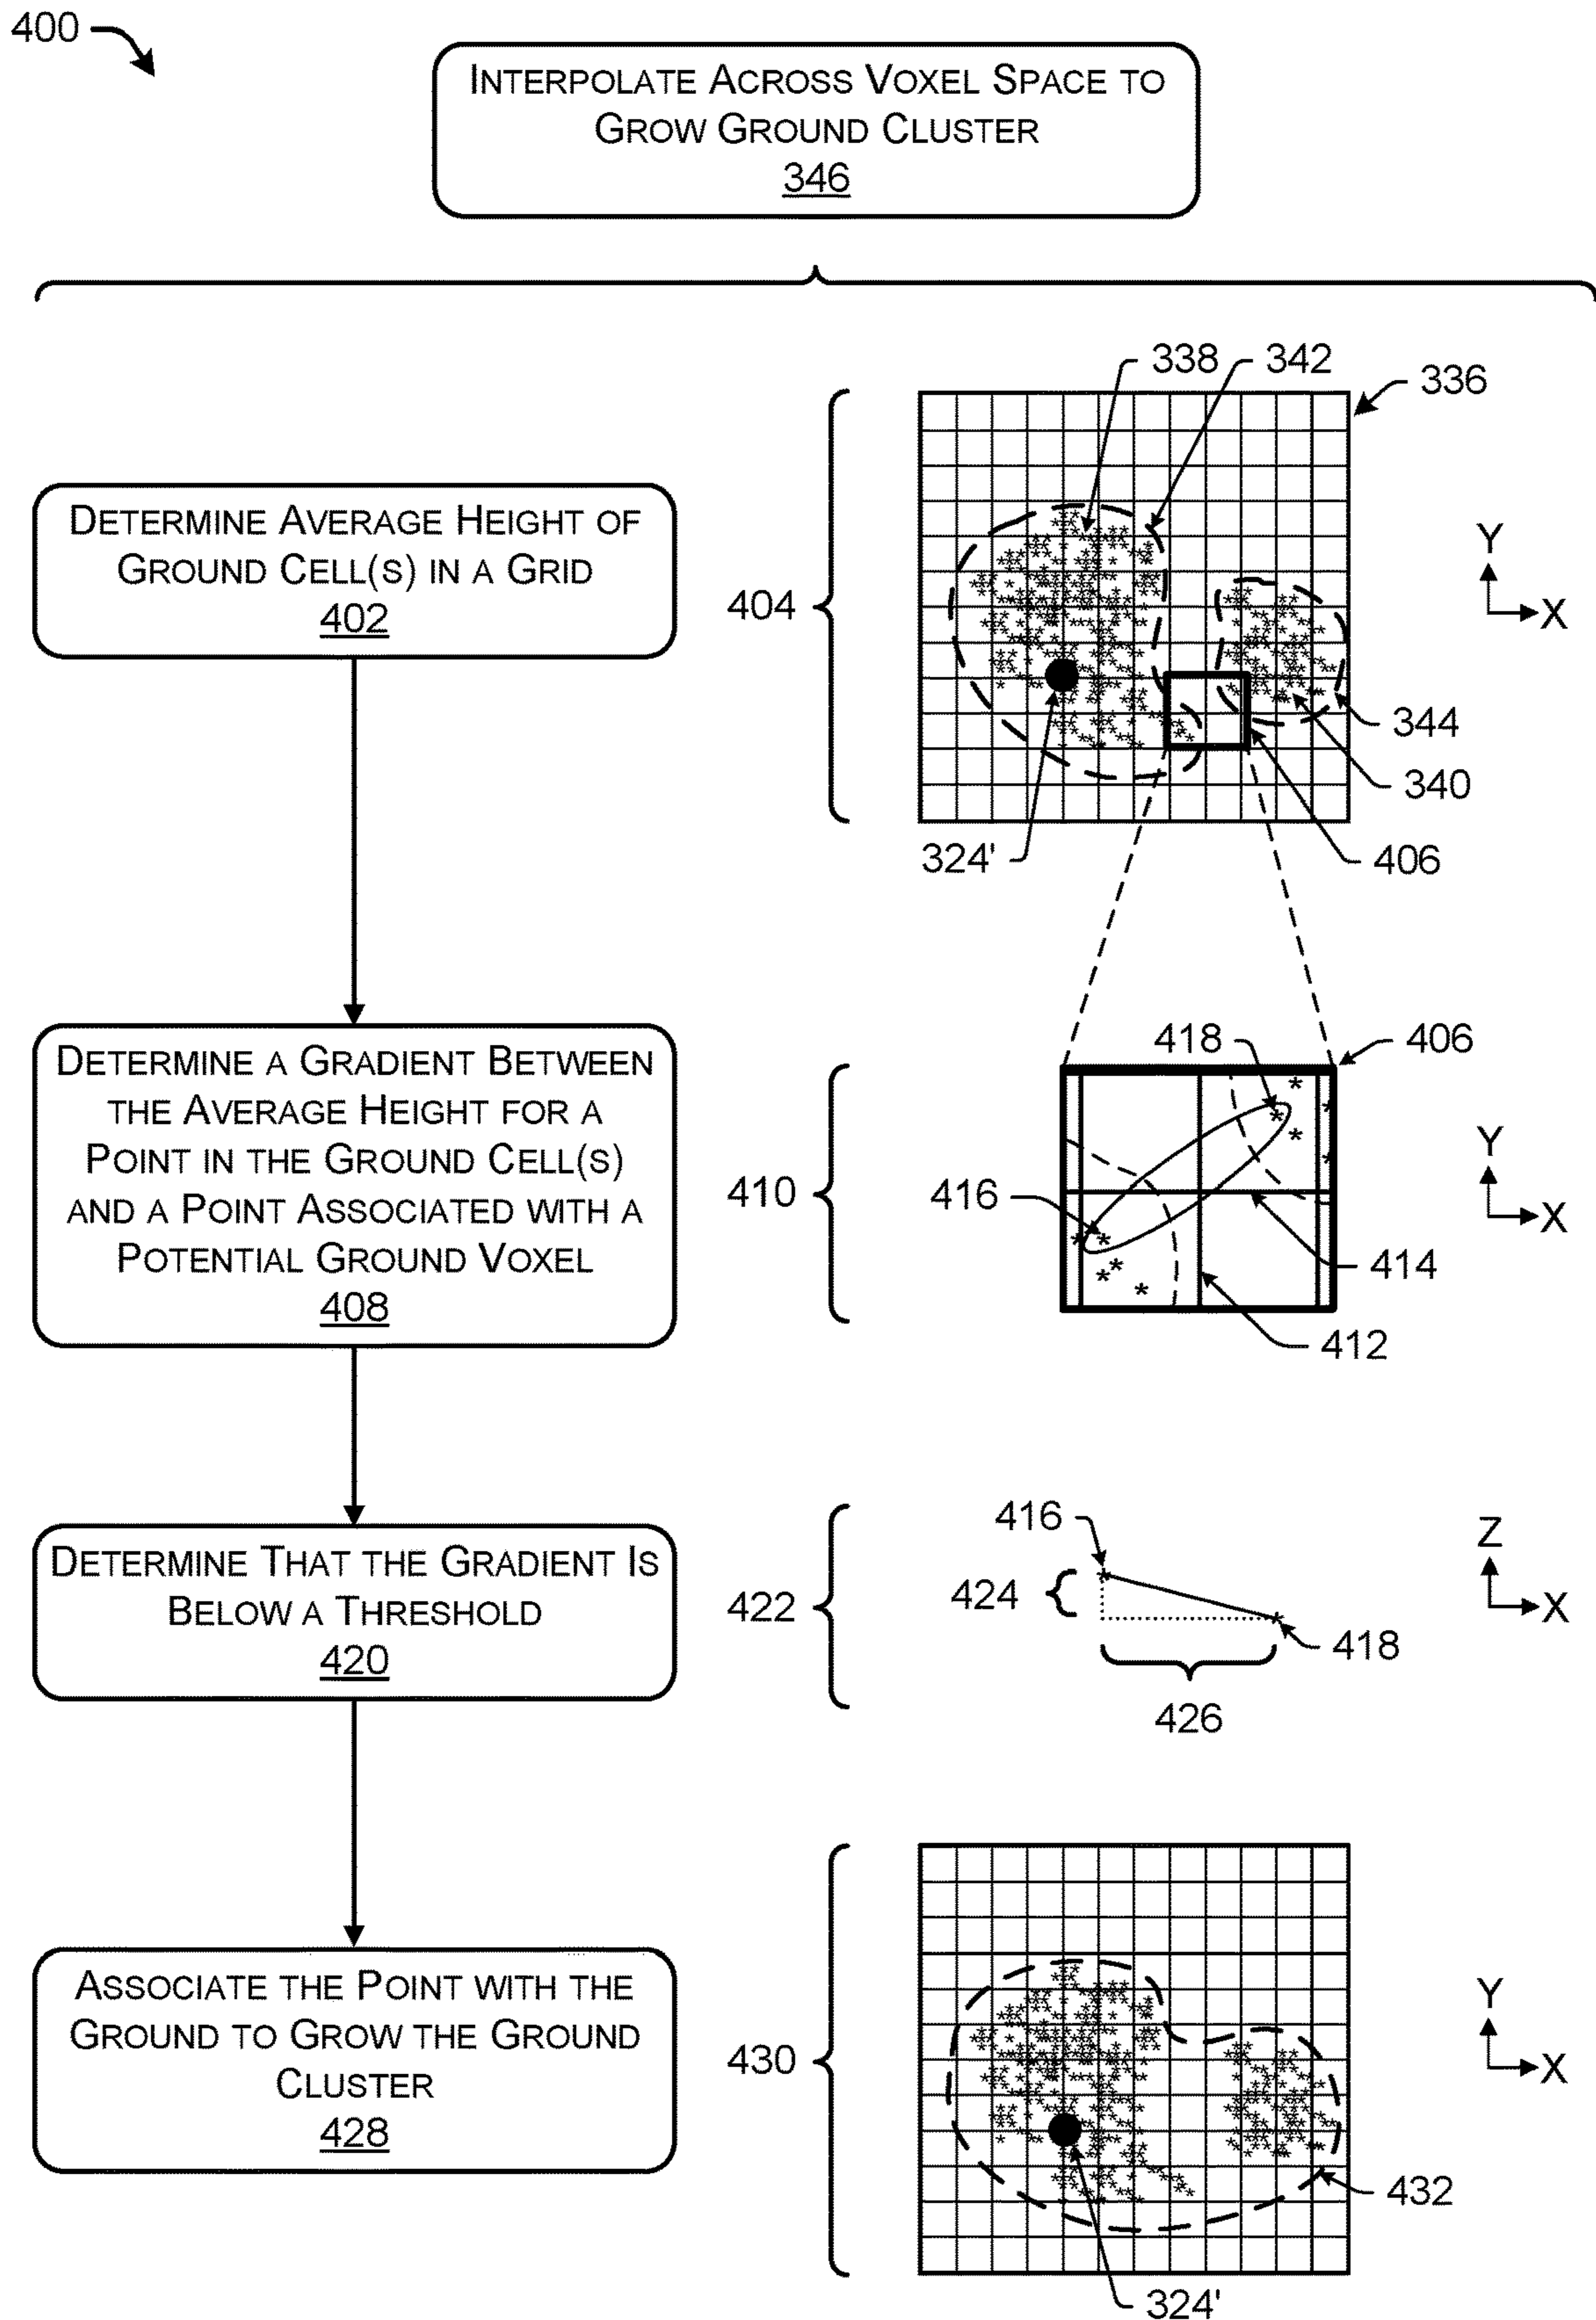 400
INTERPOLATE ACROSS VOXEL SPACE TO
GROW GROUND CLUSTER
346
338
342
336
DETERMINE AVERAGE HEIGHT OF
GROUND CELL(S) IN A GRID
402
404
Y
X
344
340
324'
406
DETERMINE A GRADIENT BETWEEN
THE AVERAGE HEIGHT FOR A
POINT IN THE GROUND CELL(S)
AND A POINT ASSOCIATED WITH A
POTENTIAL GROUND VOXEL
408
410
418
406
416
Y
X
414
412
DETERMINE THAT THE GRADIENT IS
BELOW A THRESHOLD
420
422
416
424
418
426
Z
X
ASSOCIATE THE POINT WITH THE
GROUND TO GROW THE GROUND
CLUSTER
428
430
Y
X
432
324'